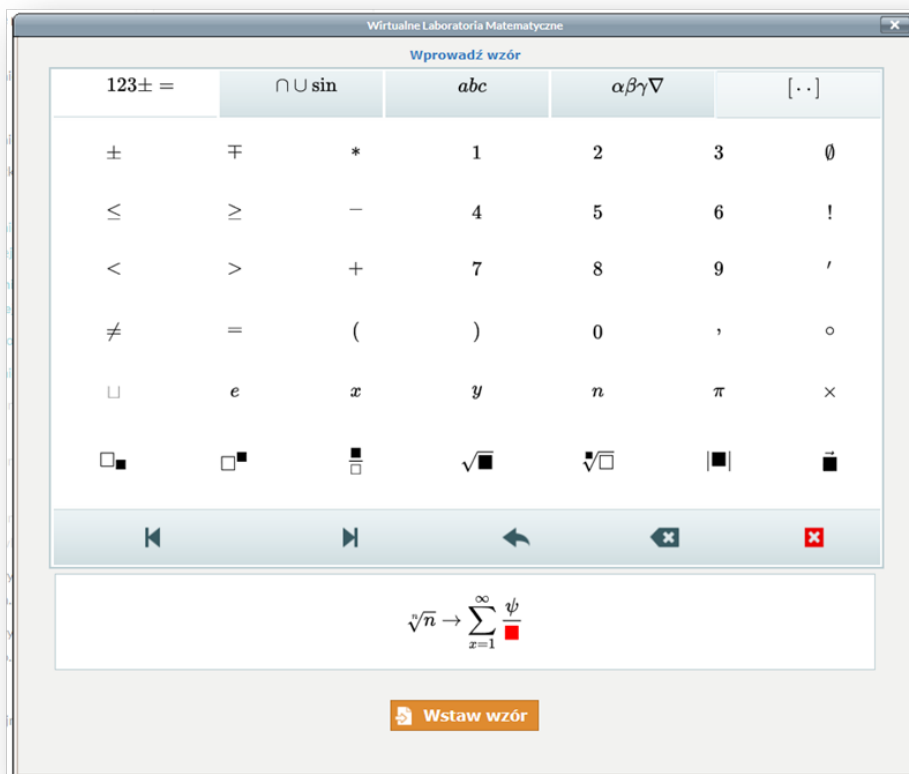 Wirtualne Laboratoria Matematyczne
Wprowadź wzór
123± = ∩ ∪ sin abc αβγ∇ [ · · ]
± ∓ * 1 2 3 ∅
≤ ≥ − 4 5 6 !
< > + 7 8 9 ′
≠ = ( ) 0 , ∘
⊔ e x y n π ×
□■ □■ ■/□ √■ ■√□ |■| ■⃗
ⁿ√n → ∑ₓ₌₁^∞ ψ/■
Wstaw wzór